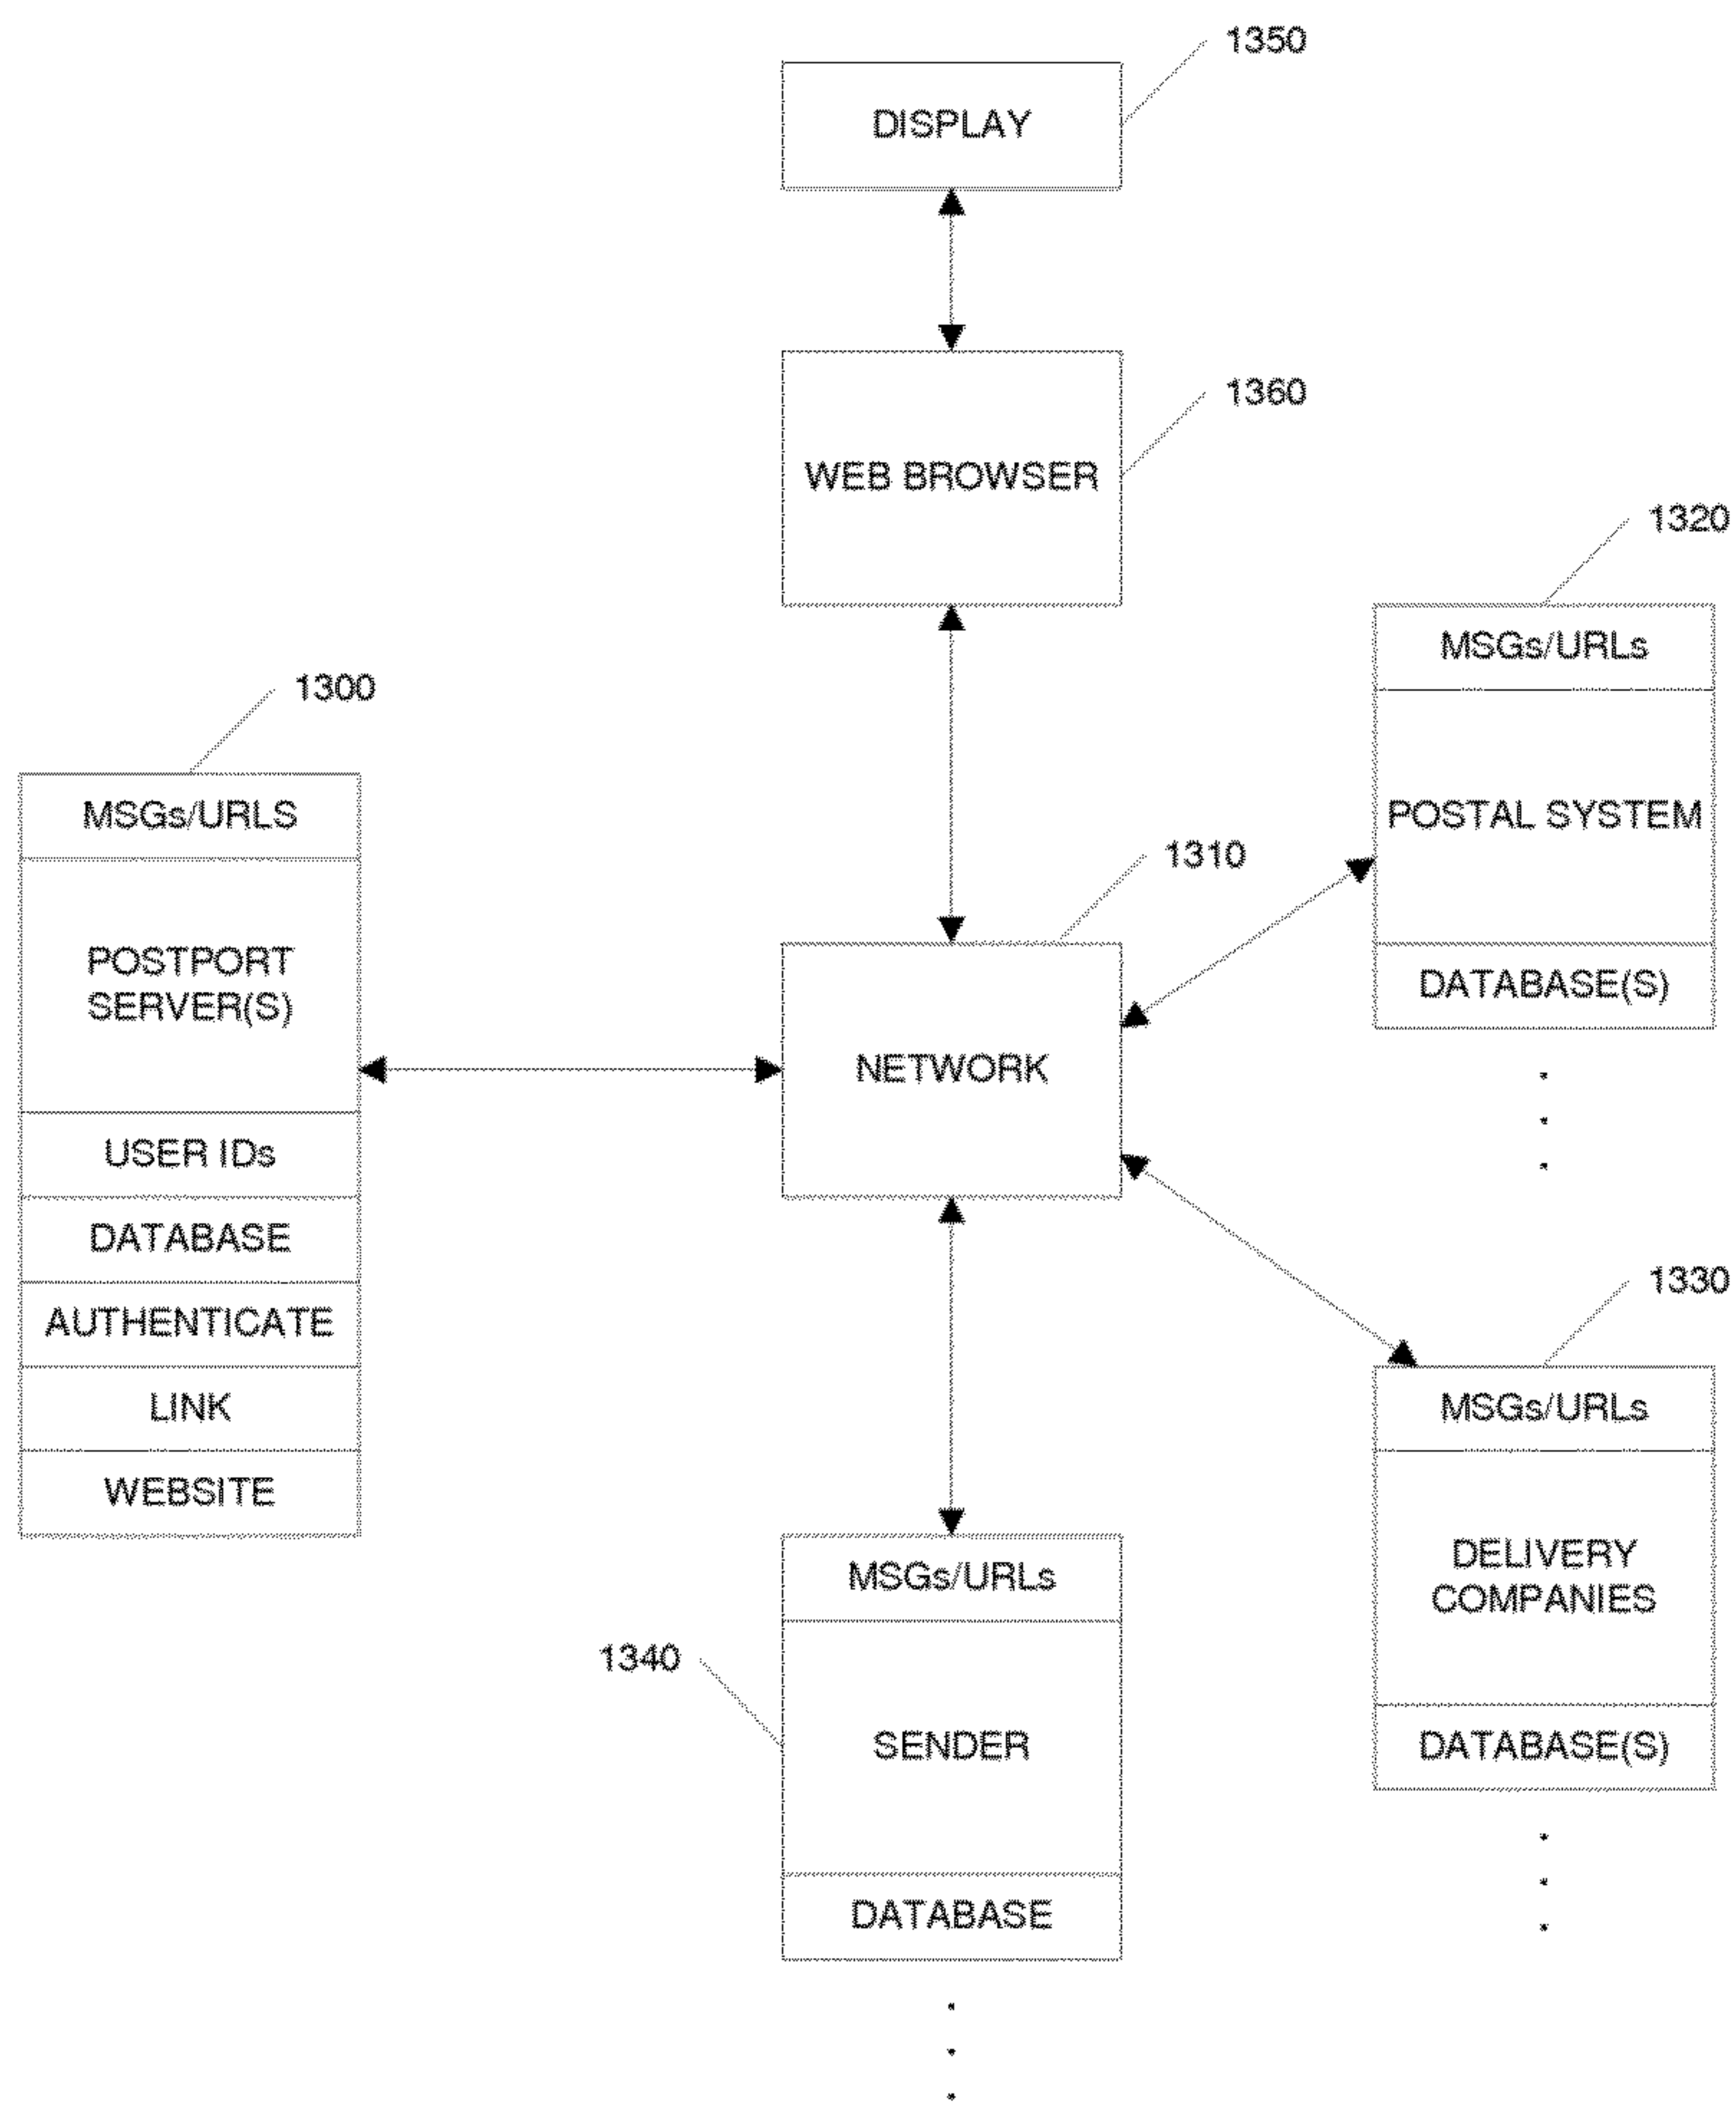 1350
DISPLAY
1360
WEB BROWSER
1320
MSGs/URLs
POSTAL SYSTEM
DATABASE(S)
1300
MSGs/URLS
POSTPORT
SERVER(S)
USER IDs
DATABASE
AUTHENTICATE
LINK
WEBSITE
1310
NETWORK
1330
MSGs/URLs
DELIVERY
COMPANIES
DATABASE(S)
1340
MSGs/URLs
SENDER
DATABASE